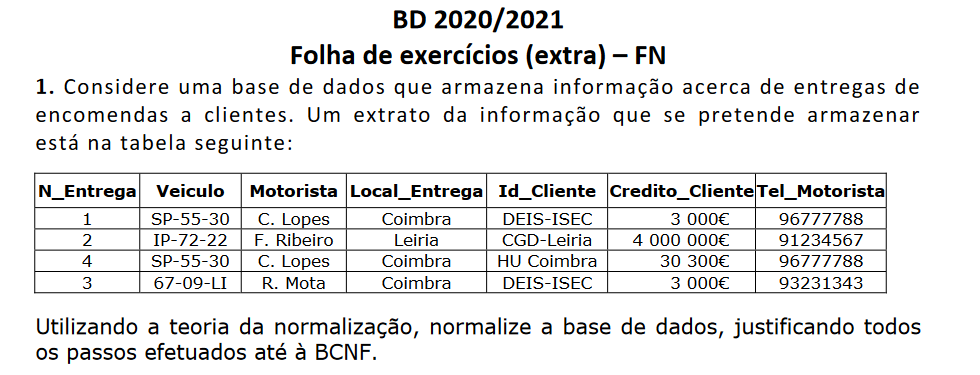 BD 2020/2021
Folha de exercícios (extra) – FN
1. Considere uma base de dados que armazena informação acerca de entregas de
encomendas a clientes. Um extrato da informação que se pretende armazenar
está na tabela seguinte:
N_Entrega Veiculo Motorista Local_Entrega Id_Cliente Credito_Cliente Tel_Motorista
1 SP-55-30 C. Lopes Coimbra DEIS-ISEC 3 000€ 96777788
2 IP-72-22 F. Ribeiro Leiria CGD-Leiria 4 000 000€ 91234567
4 SP-55-30 C. Lopes Coimbra HU Coimbra 30 300€ 96777788
3 67-09-LI R. Mota Coimbra DEIS-ISEC 3 000€ 93231343
Utilizando a teoria da normalização, normalize a base de dados, justificando todos
os passos efetuados até à BCNF.